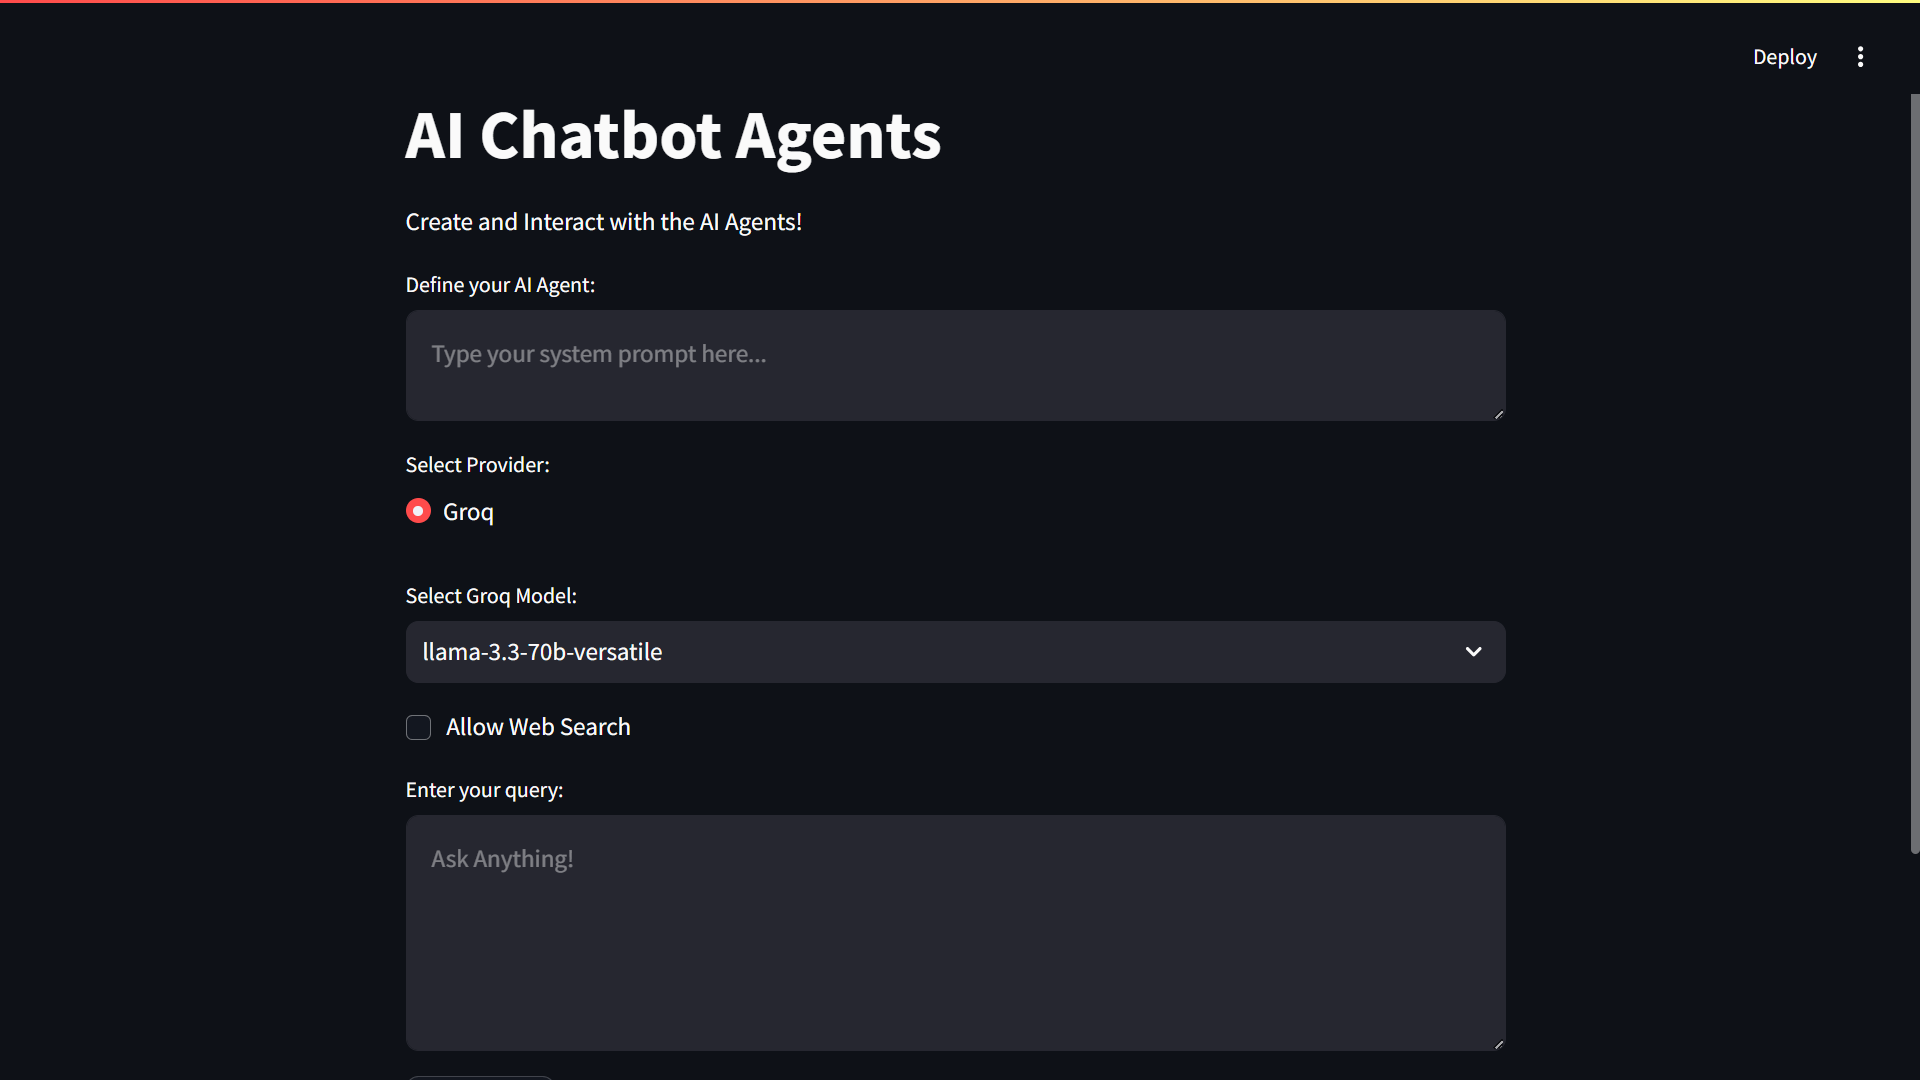 Deploy
AI Chatbot Agents
Create and Interact with the AI Agents!
Define your AI Agent:
Type your system prompt here...
Select Provider:
Groq
Select Groq Model:
llama-3.3-70b-versatile
Allow Web Search
Enter your query:
Ask Anything!